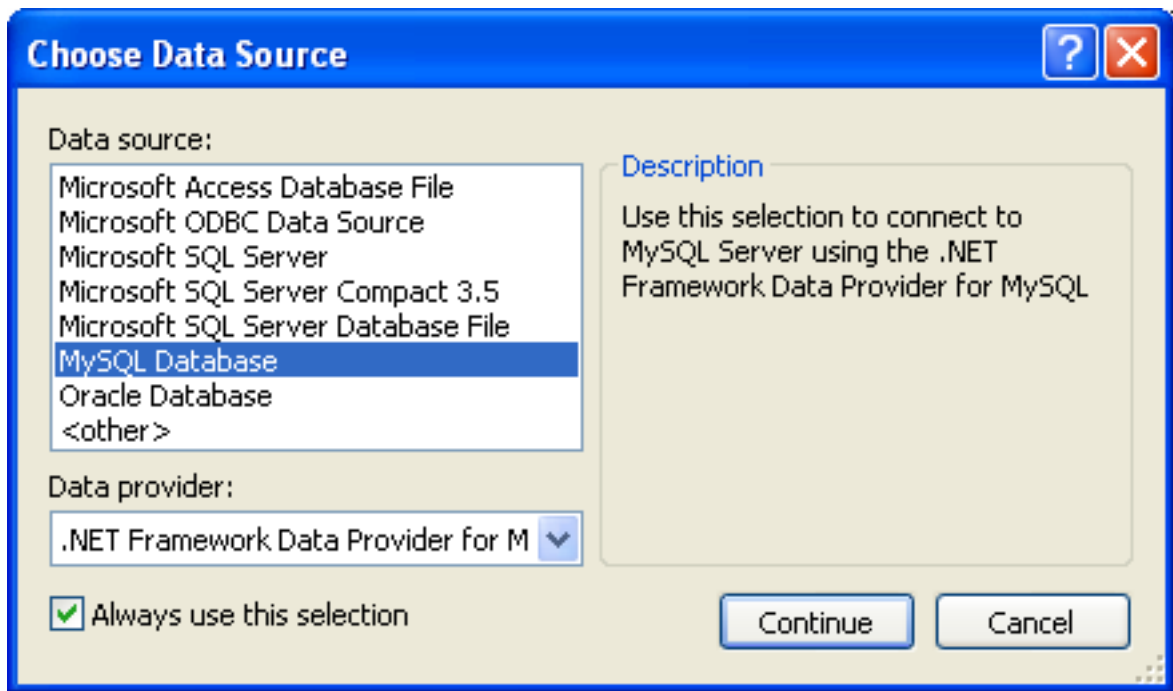 Choose Data Source
Data source:
Microsoft Access Database File
Microsoft ODBC Data Source
Microsoft SQL Server
Microsoft SQL Server Compact 3.5
Microsoft SQL Server Database File
MySQL Database
Oracle Database
<other>
Data provider:
.NET Framework Data Provider for M
Always use this selection
Description
Use this selection to connect to
MySQL Server using the .NET
Framework Data Provider for MySQL
Continue
Cancel